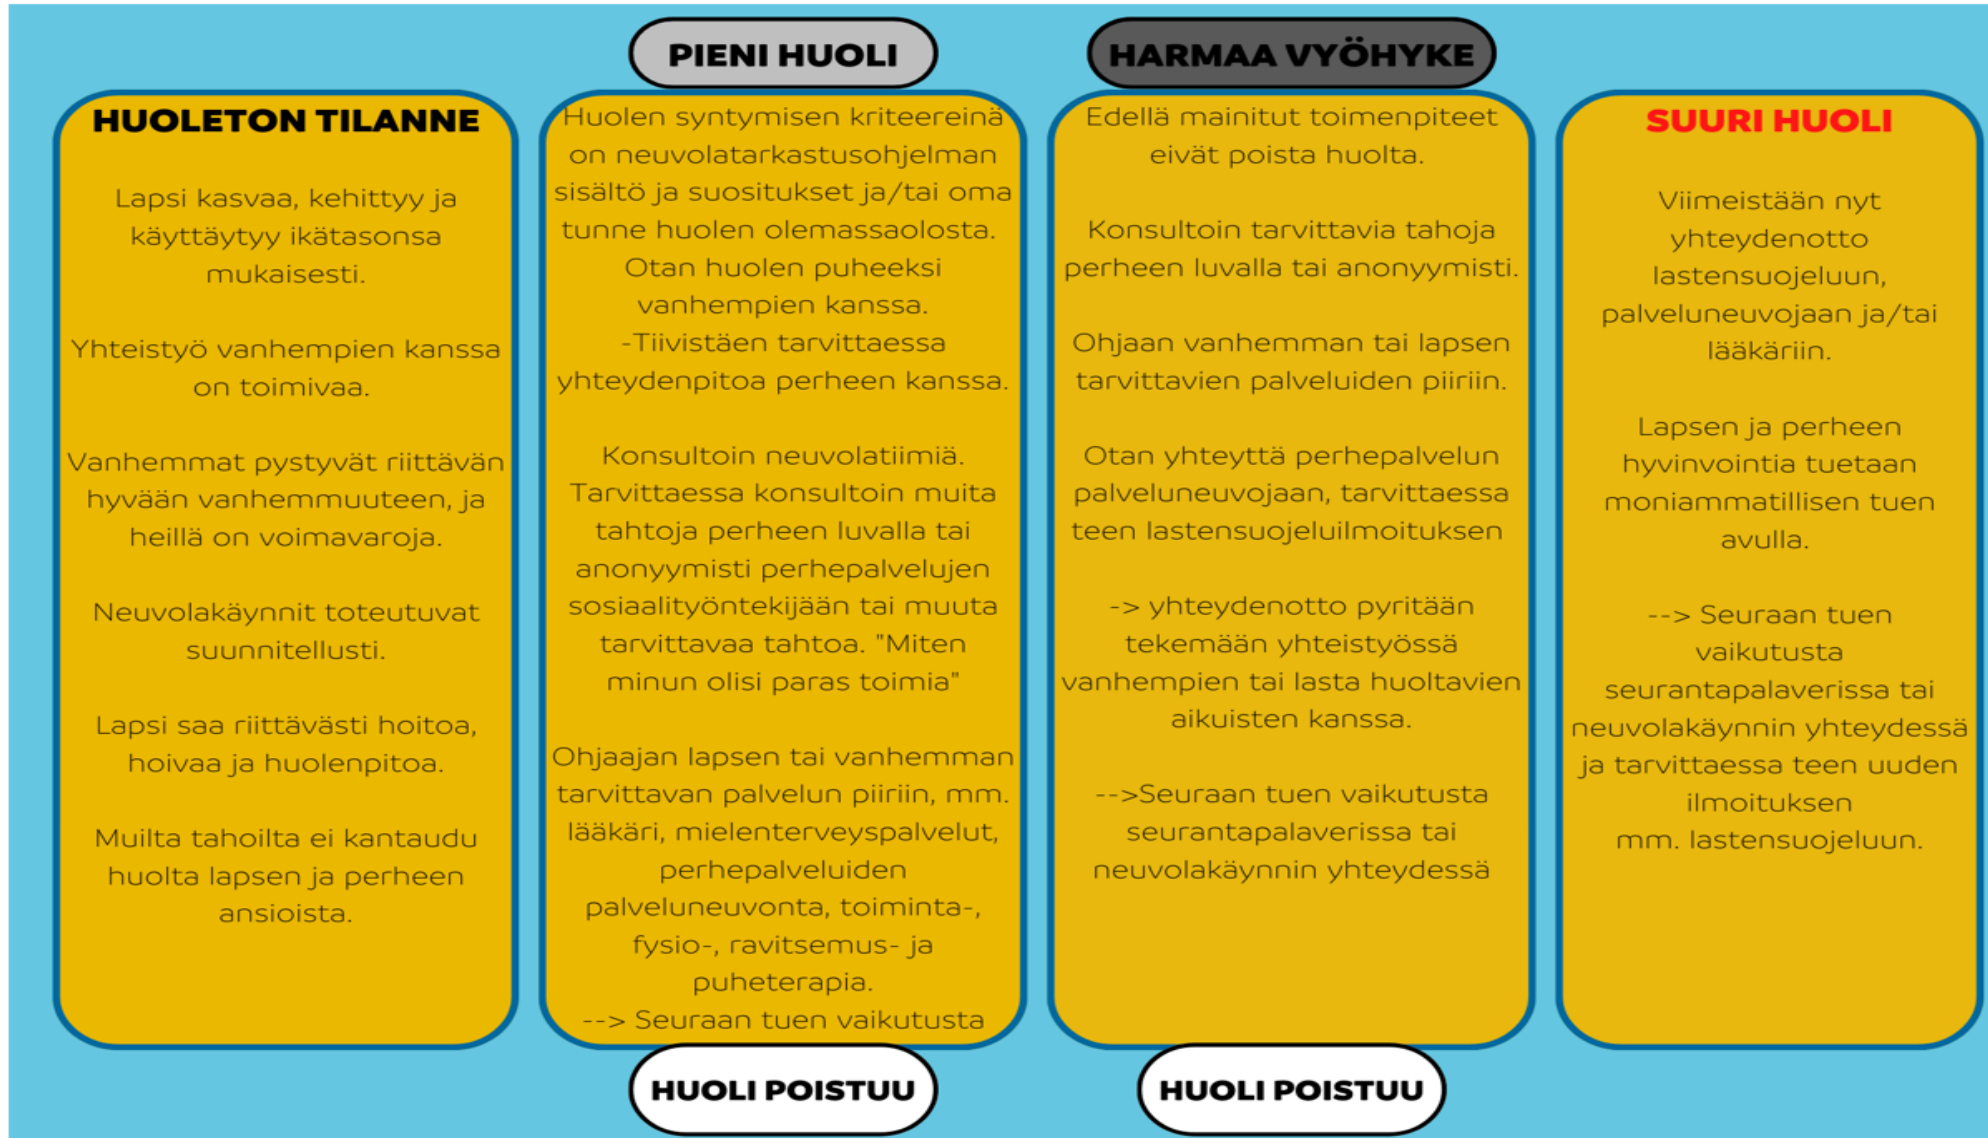 HUOLETON TILANNE
Lapsi kasvaa, kehittyy ja
käyttäytyy ikätasonsa
mukaisesti.
Yhteistyö vanhempien kanssa
on toimivaa.
Vanhemmat pystyvät riittävän
hyvään vanhemmuuteen, ja
heillä on voimavaroja.
Neuvolakäynnit toteutuvat
suunnitellusti.
Lapsi saa riittävästi hoitoa,
hoivaa ja huolenpitoa.
Muilta tahoilta ei kantaudu
huolta lapsen ja perheen
ansioista.
PIENI HUOLI
Huolen syntymisen kriteereinä
on neuvolatarkastusohjelman
sisältö ja suositukset ja/tai oma
tunne huolen olemassaolosta.
Otan huolen puheeksi
vanhempien kanssa.
-Tiivistäen tarvittaessa
yhteydenpitoa perheen kanssa.
Konsultoin neuvolatiimiä.
Tarvittaessa konsultoin muita
tahtoja perheen luvalla tai
anonyymisti perhepalvelujen
sosiaalityöntekijään tai muuta
tarvittavaa tahtoa. "Miten
minun olisi paras toimia"
Ohjaajan lapsen tai vanhemman
tarvittavan palvelun piiriin, mm.
lääkäri, mielenterveyspalvelut,
perhepalveluiden
palveluneuvonta, toiminta-,
fysio-, ravitsemus- ja
puheterapia.
--> Seuraan tuen vaikutusta
HUOLI POISTUU
HARMAA VYÖHYKE
Edellä mainitut toimenpiteet
eivät poista huolta.
Konsultoin tarvittavia tahoja
perheen luvalla tai anonyymisti.
Ohjaan vanhemman tai lapsen
tarvittavien palveluiden piiriin.
Otan yhteyttä perhepalvelun
palveluneuvojaan, tarvittaessa
teen lastensuojeluilmoituksen
-> yhteydenotto pyritään
tekemään yhteistyössä
vanhempien tai lasta huoltavien
aikuisten kanssa.
-->Seuraan tuen vaikutusta
seurantapalaverissa tai
neuvolakäynnin yhteydessä
HUOLI POISTUU
SUURI HUOLI
Viimeistään nyt
yhteydenotto
lastensuojeluun,
palveluneuvojaan ja/tai
lääkäriin.
Lapsen ja perheen
hyvinvointia tuetaan
moniammatillisen tuen
avulla.
--> Seuraan tuen
vaikutusta
seurantapalaverissa tai
neuvolakäynnin yhteydessä
ja tarvittaessa teen uuden
ilmoituksen
mm. lastensuojeluun.